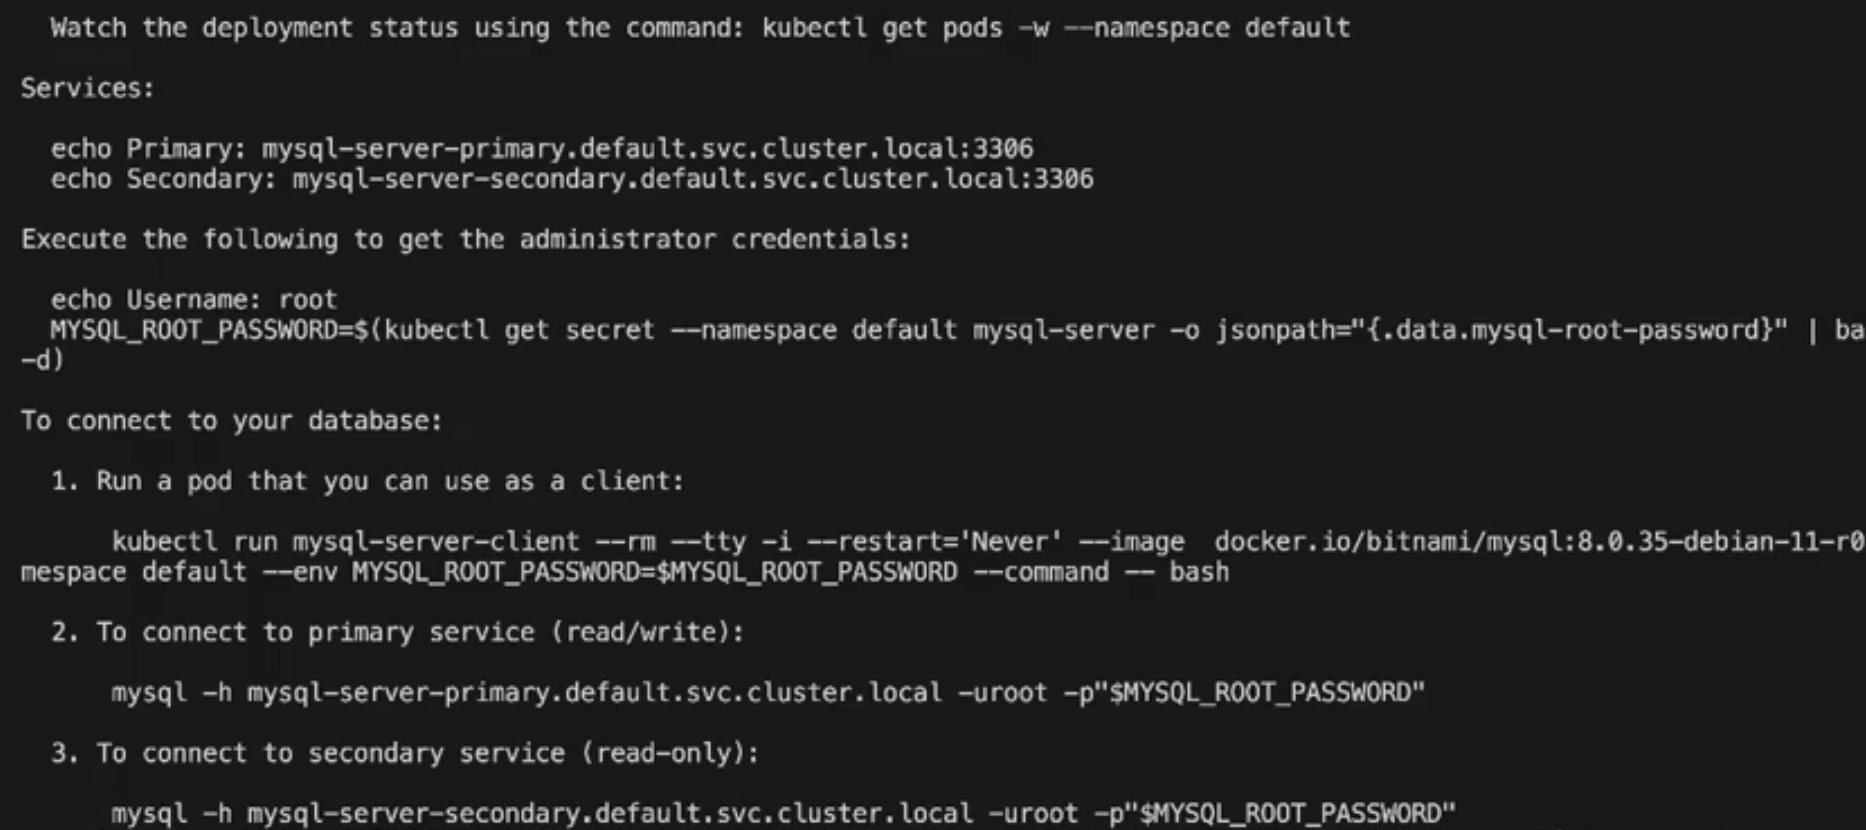 Watch the deployment status using the command: kubectl get pods -w --namespace default
Services:
echo Primary: mysql-server-primary.default.svc.cluster.local:3306
echo Secondary: mysql-server-secondary.default.svc.cluster.local:3306
Execute the following to get the administrator credentials:
echo Username: root
MYSQL_ROOT_PASSWORD=$(kubectl get secret --namespace default mysql-server -o jsonpath="{.data.mysql-root-password}" | ba
-d)
To connect to your database:
1. Run a pod that you can use as a client:
kubectl run mysql-server-client --rm --tty -i --restart='Never' --image  docker.io/bitnami/mysql:8.0.35-debian-11-r0
mespace default --env MYSQL_ROOT_PASSWORD=$MYSQL_ROOT_PASSWORD --command -- bash
2. To connect to primary service (read/write):
mysql -h mysql-server-primary.default.svc.cluster.local -uroot -p"$MYSQL_ROOT_PASSWORD"
3. To connect to secondary service (read-only):
mysql -h mysql-server-secondary.default.svc.cluster.local -uroot -p"$MYSQL_ROOT_PASSWORD"